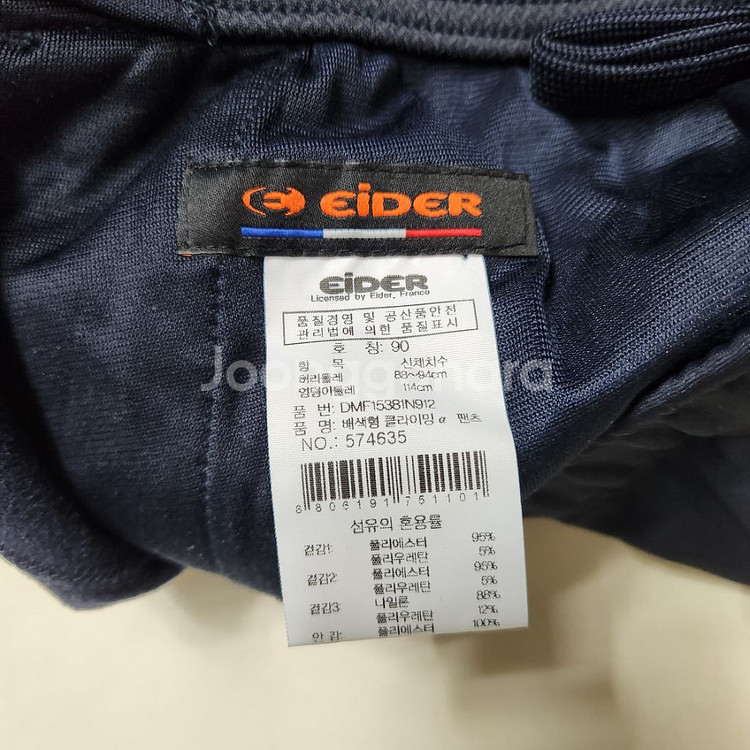 EiDER
EiDER
Licensed by Eider, France
품질경영 및 공산품안전
관리법에 의한 품질표시
호 칭: 90
항 목 신체치수
허리둘레 83~94cm
엉덩이둘레 114cm
Joonggonara
품 번: DMF15381N912
품 명: 배색형 클라이밍 α 팬츠
NO.: 574635
8806191751101
섬유의 혼용률
겉감1: 폴리에스터 95%
폴리우레탄 5%
겉감2: 폴리에스터 95%
폴리우레탄 5%
겉감3: 나일론 88%
폴리우레탄 12%
안 감: 폴리에스터 100%